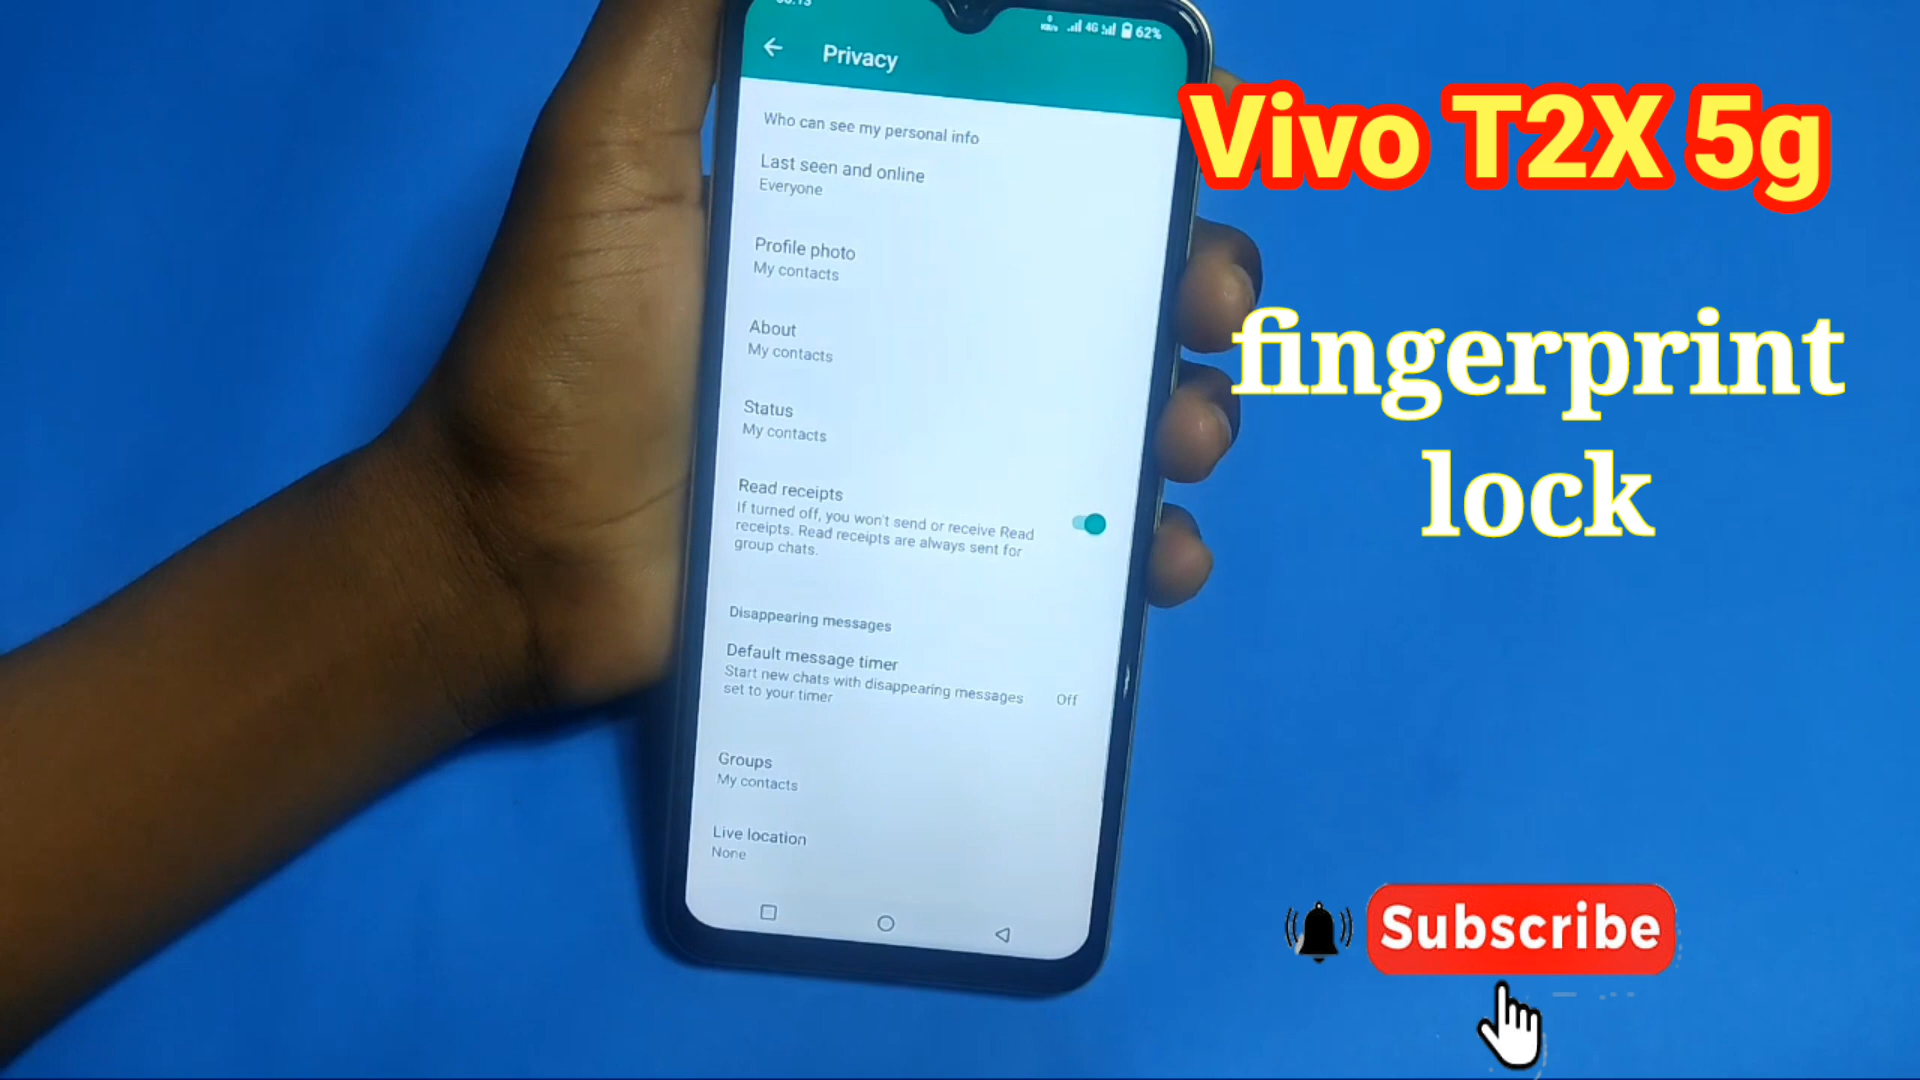 4G 62%
Privacy
Who can see my personal info
Last seen and online
Everyone
Profile photo
My contacts
About
My contacts
Status
My contacts
Read receipts
If turned off, you won't send or receive Read
receipts. Read receipts are always sent for
group chats.
Disappearing messages
Default message timer
Start new chats with disappearing messages
set to your timer
Off
Groups
My contacts
Live location
None
Vivo T2X 5g
fingerprint
lock
Subscribe